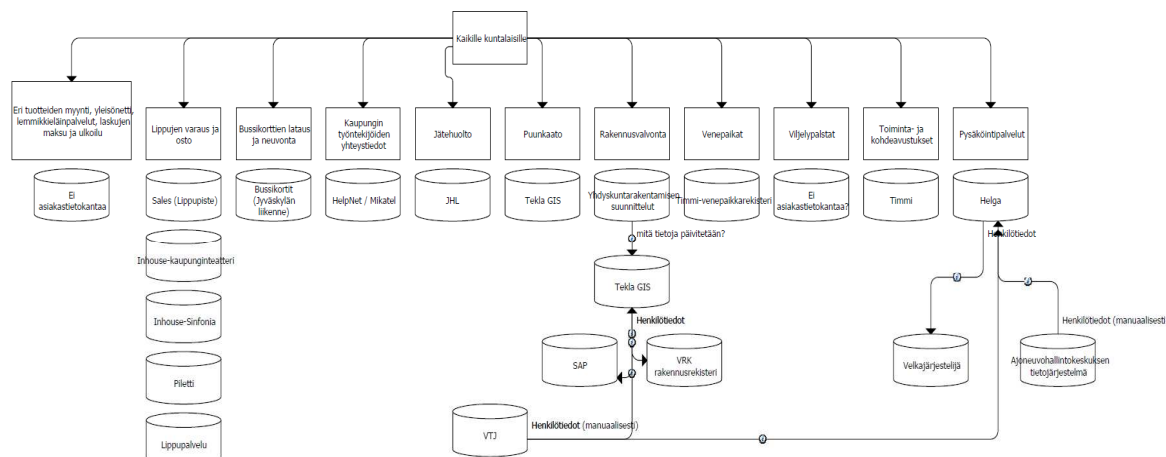 Kaikille kuntalaisille
Eri tuotteiden myynti, yleisönetti,
lemmikkieläinpalvelut, laskujen
maksu ja ulkoilu
Lippujen varaus ja
osto
Bussikorttien lataus
ja neuvonta
Kaupungin
työntekijöiden
yhteystiedot
Jätehuolto
Puunkaato
Rakennusvalvonta
Venepaikat
Viljelypalstat
Toiminta- ja
kohdeavustukset
Pysäköintipalvelut
Ei
asiakastietokantaa
Sales (Lippupiste)
Bussikortit
(Jyväskylän
liikenne)
HelpNet / Mikatel
JHL
Tekla GIS
Yhdyskuntarakentamisen
suunnittelut
Timmi-venepaikkarekisteri
Ei
asiakastietokantaa?
Timmi
Helga
mitä tietoja päivitetään?
Henkilötiedot
Inhouse-kaupunginteatteri
Tekla GIS
Inhouse-Sinfonia
Henkilötiedot
Henkilötiedot (manuaalisesti
Piletti
SAP
VRK
rakennusrekisteri
Velkajärjestelijä
Ajoneuvohallintokeskuksen
tietojärjestelmä
Lippupalvelu
VTJ
Henkilötiedot (manuaalisesti)